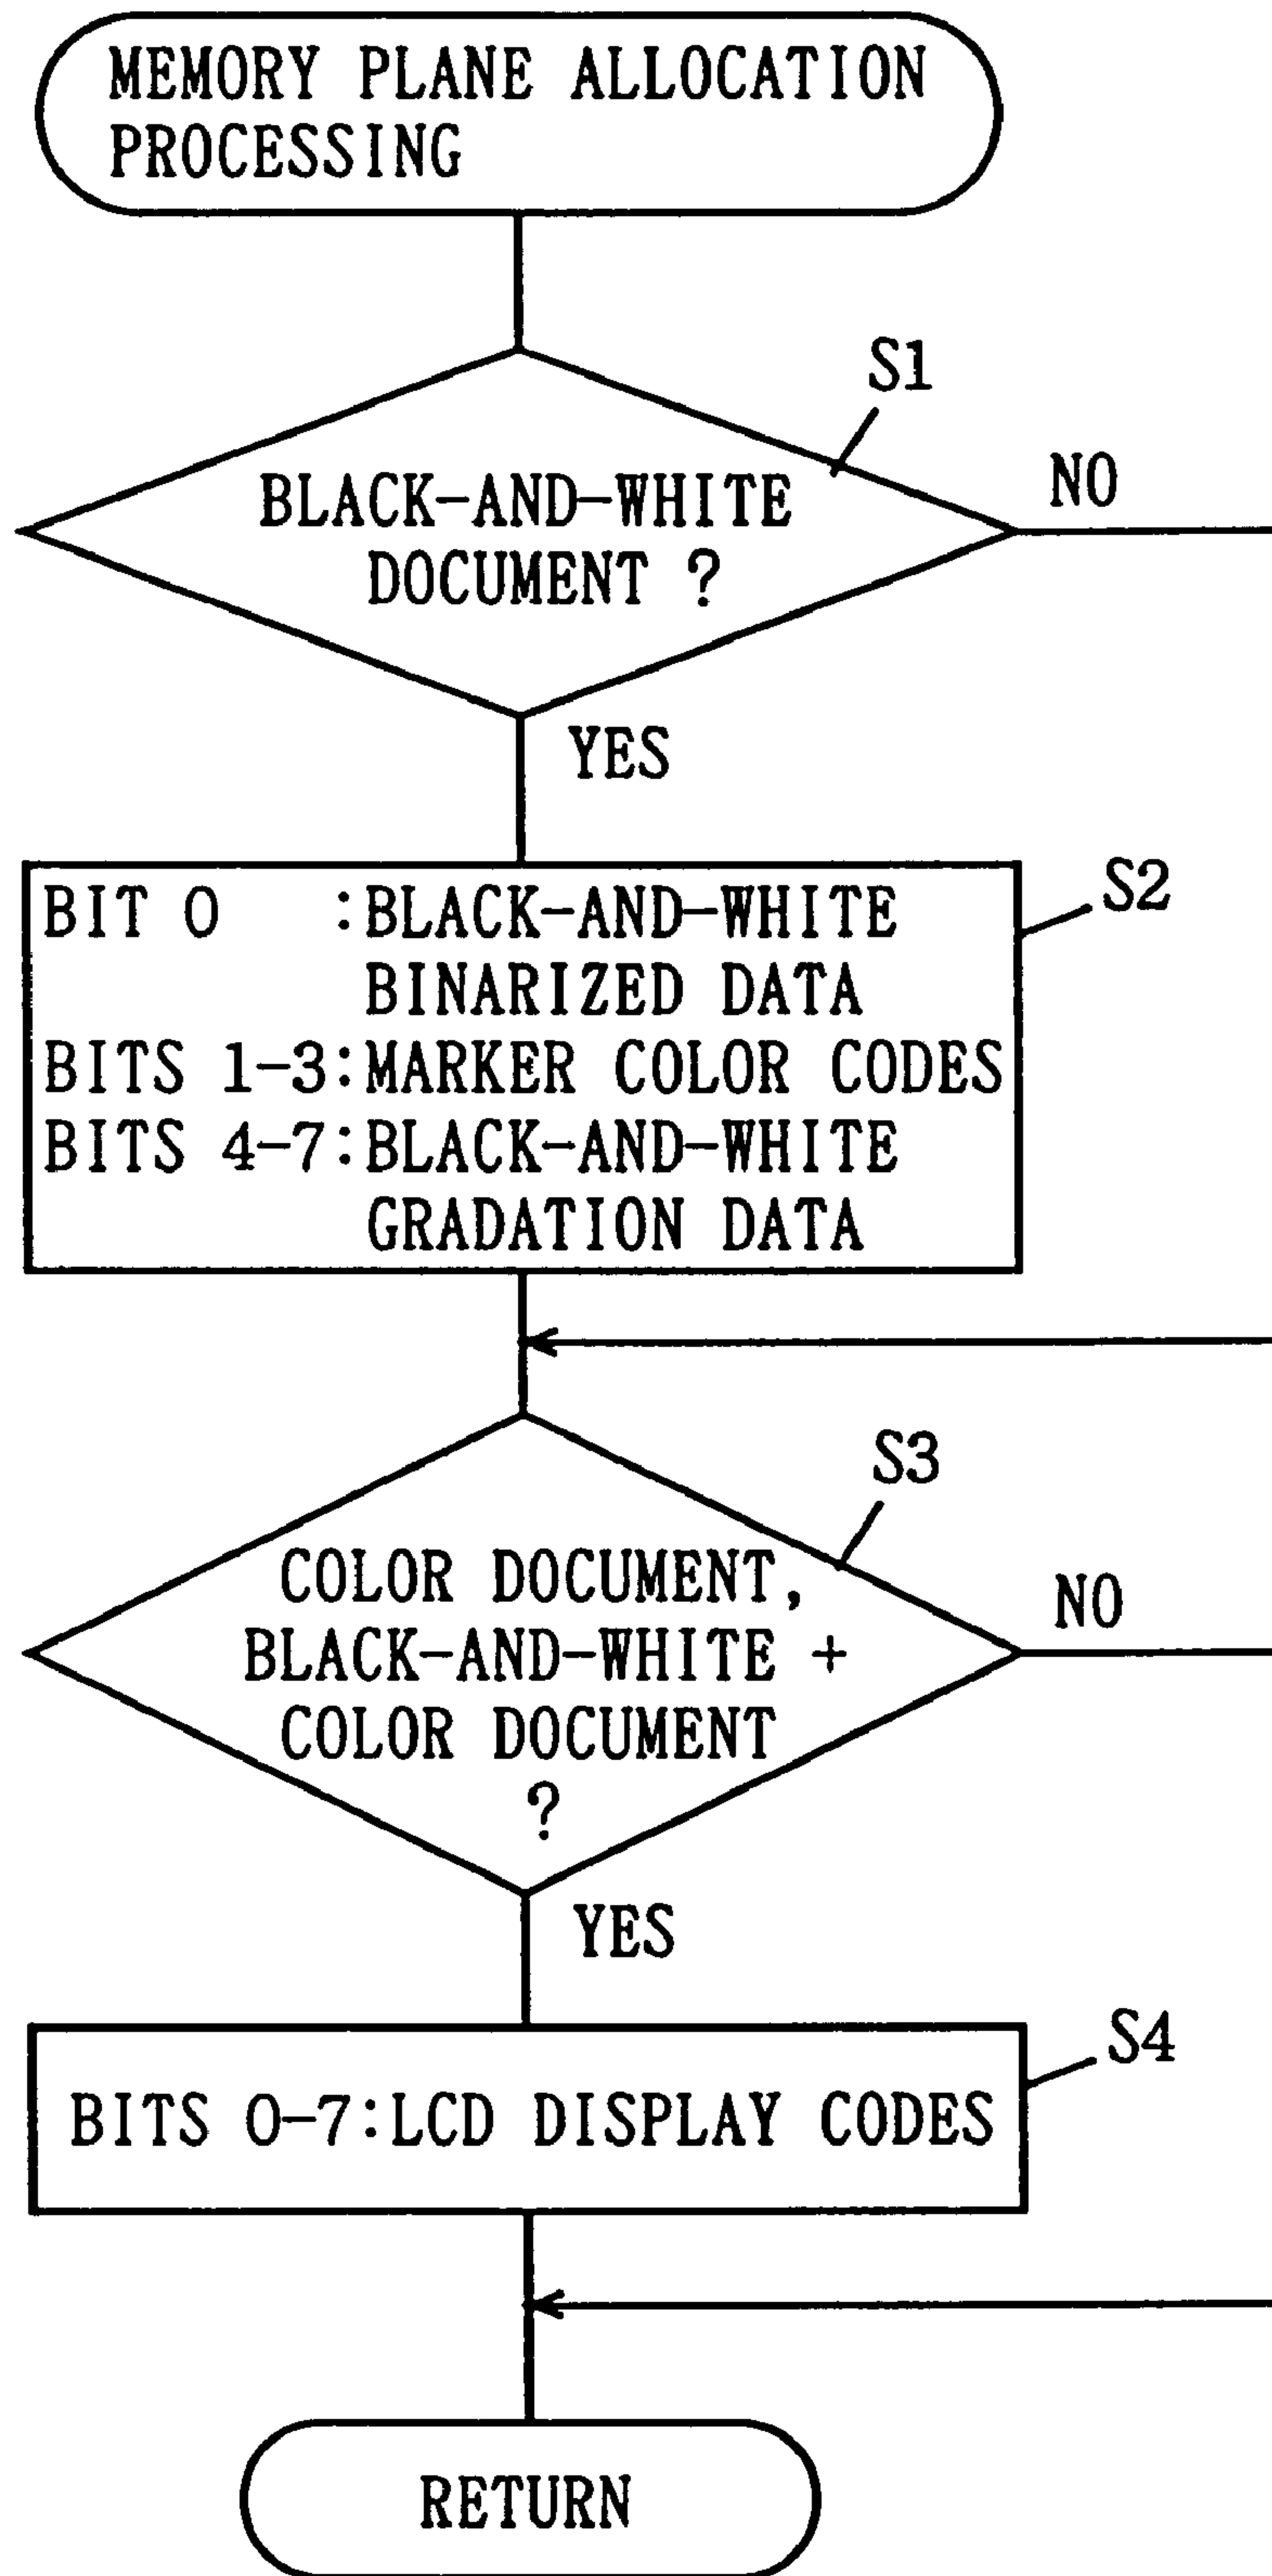 MEMORY PLANE ALLOCATION
PROCESSING
S1
BLACK-AND-WHITE
DOCUMENT ?
NO
YES
S2
BIT 0 :BLACK-AND-WHITE
BINARIZED DATA
BITS 1-3:MARKER COLOR CODES
BITS 4-7:BLACK-AND-WHITE
GRADATION DATA
S3
COLOR DOCUMENT,
BLACK-AND-WHITE +
COLOR DOCUMENT
?
NO
YES
S4
BITS 0-7:LCD DISPLAY CODES
RETURN